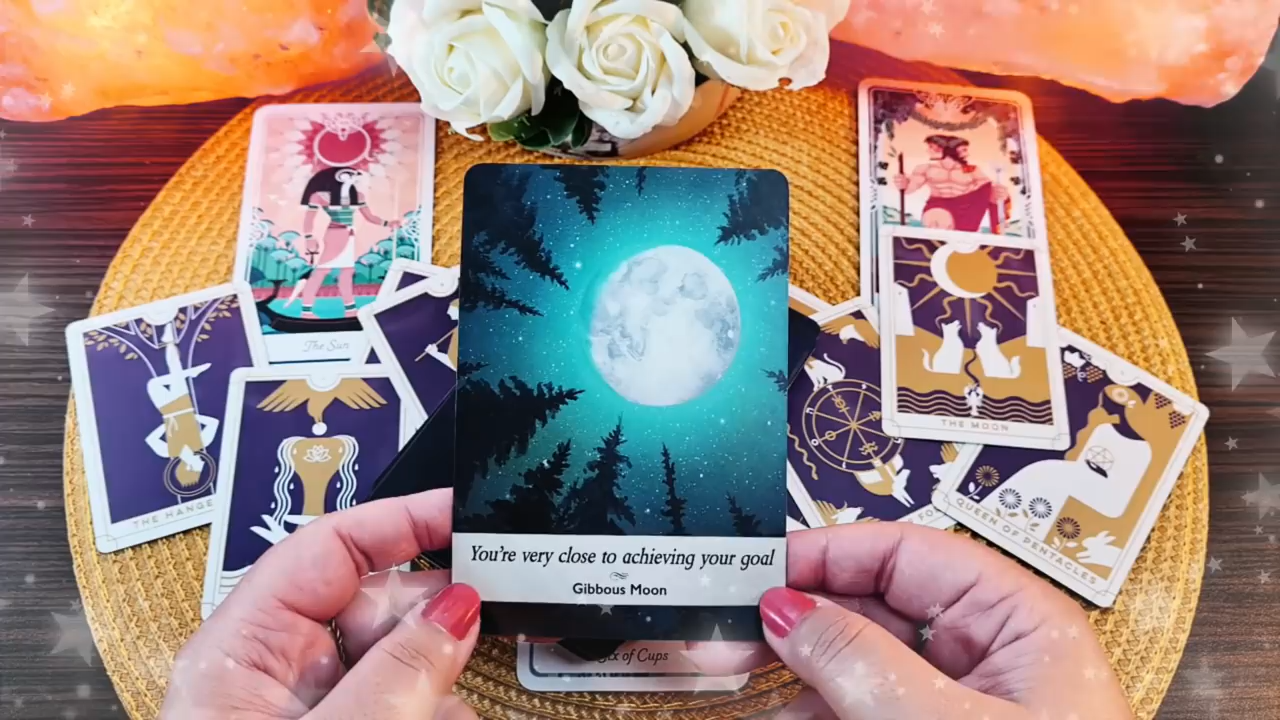 The Sun
THE HANGE
You're very close to achieving your goal
Gibbous Moon
of Cups
THE MOON
QUEEN OF PENTACLES